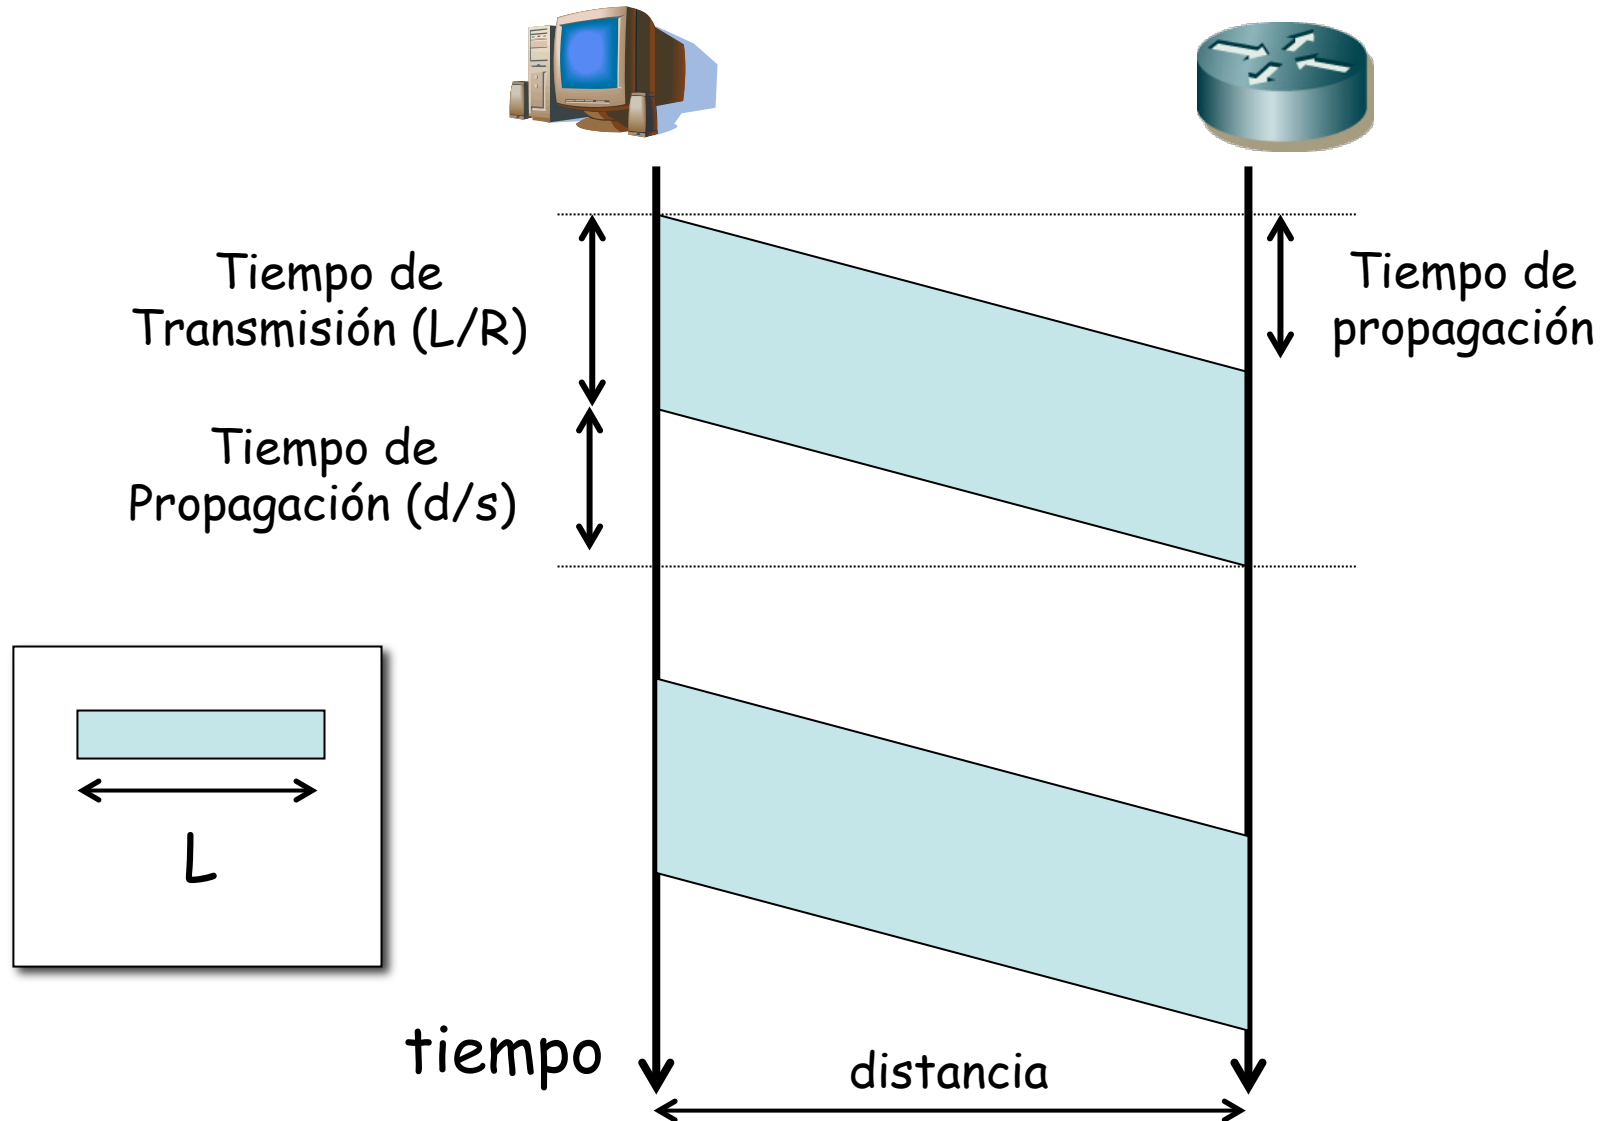 Tiempo de
Transmisión (L/R)
Tiempo de
propagación
Tiempo de
Propagación (d/s)
L
tiempo
distancia